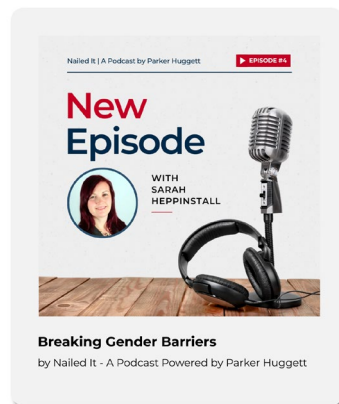 Nailed It | A Podcast by Parker Huggett
EPISODE #4
New
Episode
WITH
SARAH
HEPPINSTALL
Breaking Gender Barriers
by Nailed It - A Podcast Powered by Parker Huggett